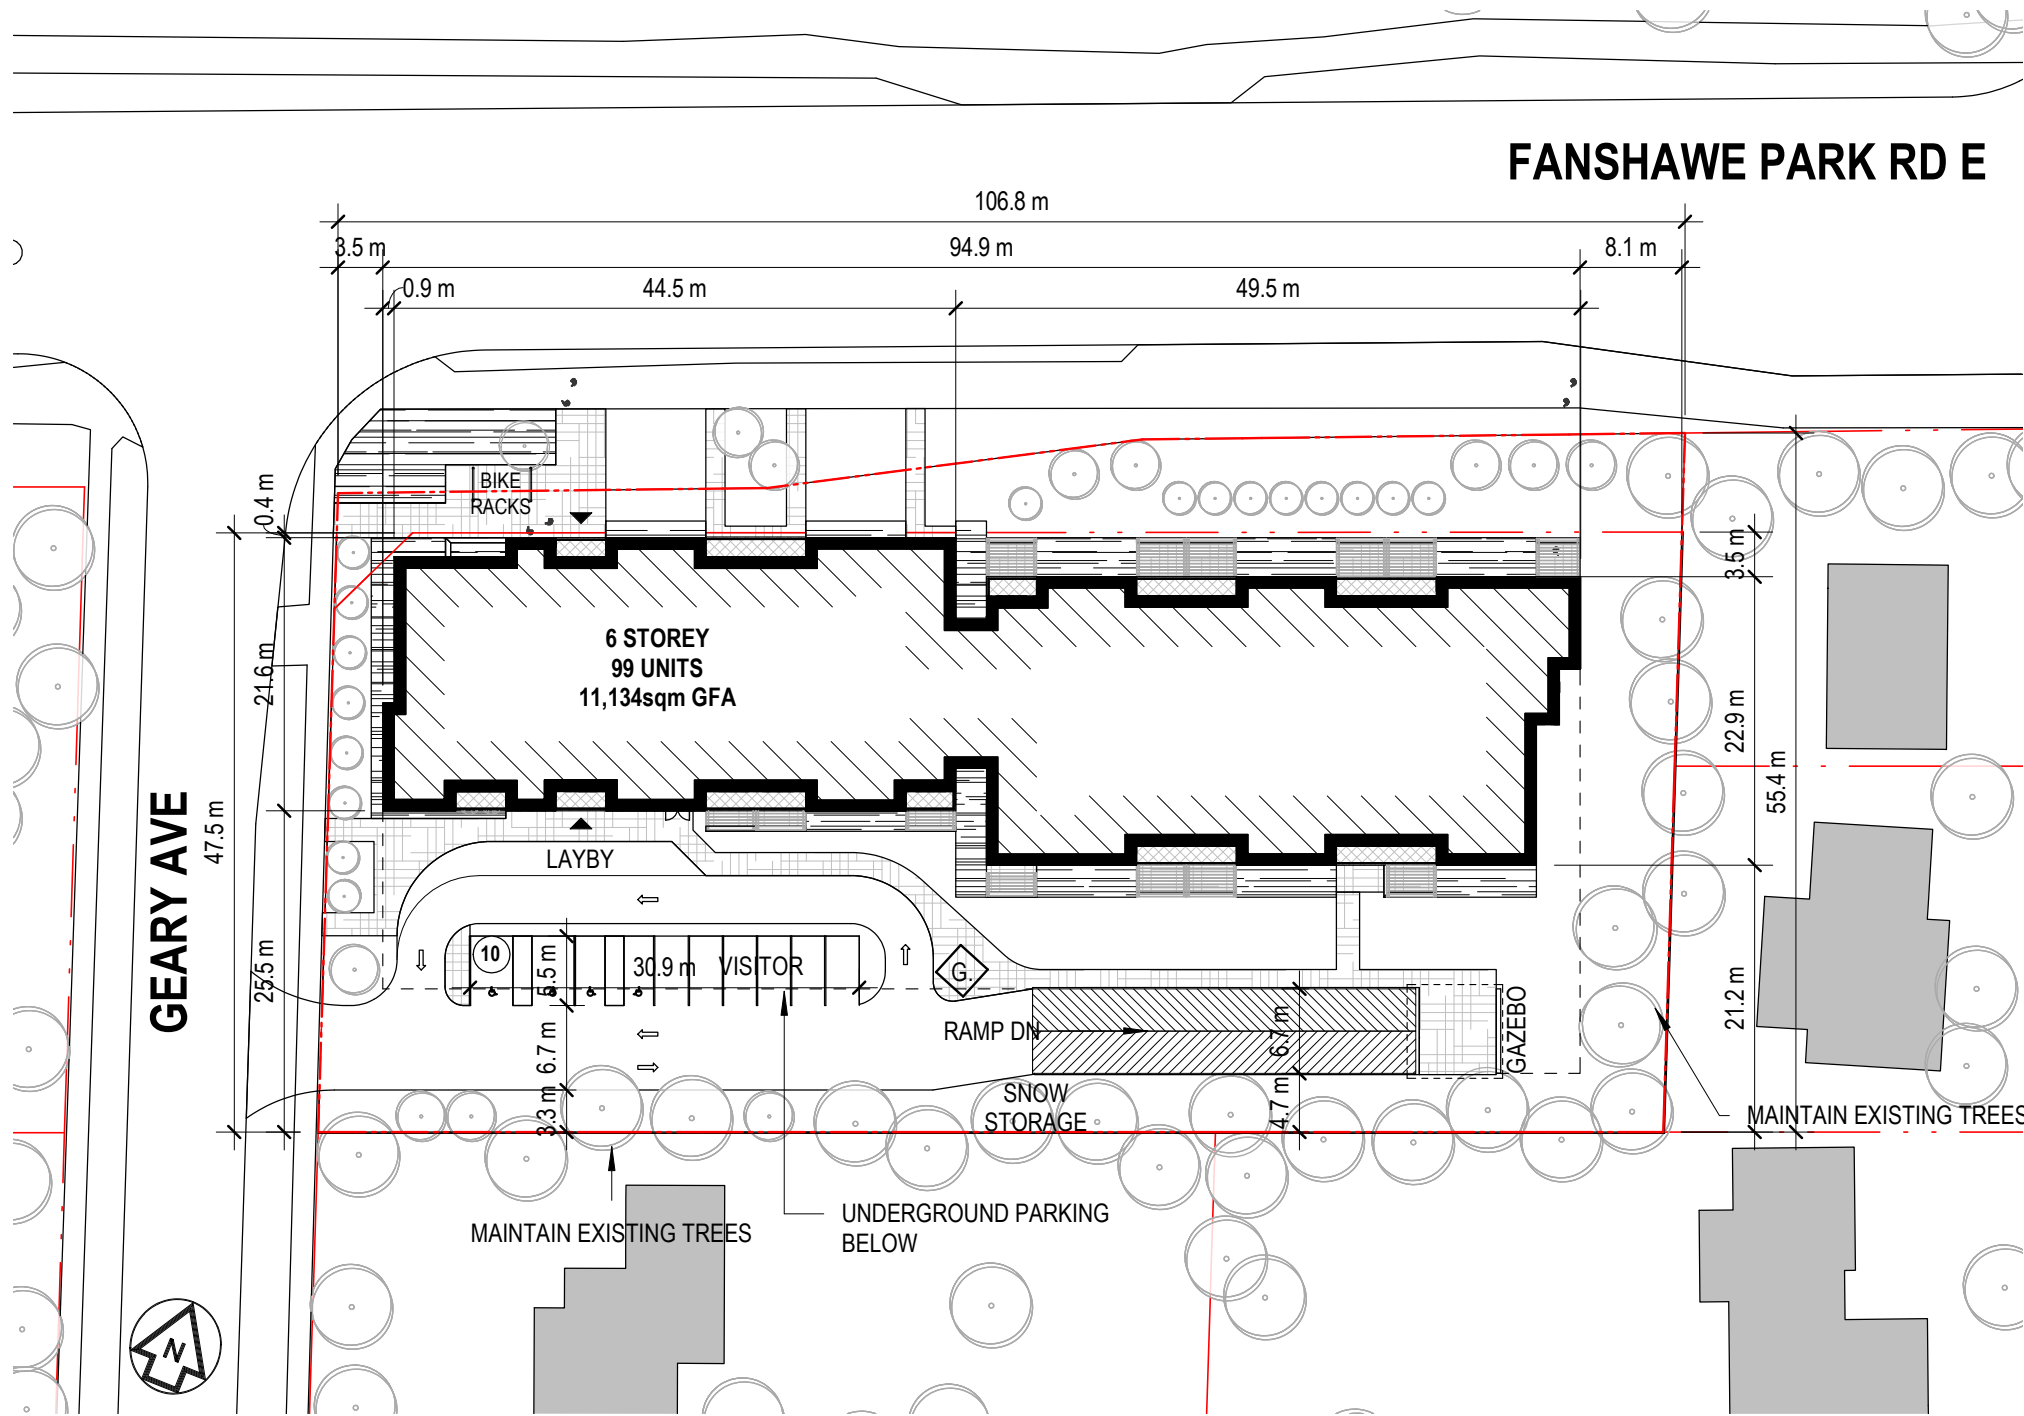 FANSHAWE PARK RD E
106.8 m
3.5 m
94.9 m
8.1 m
0.9 m
44.5 m
49.5 m
0.4 m
BIKE
RACKS
3.5 m
6 STOREY
99 UNITS
11,134sqm GFA
21.6 m
22.9 m
55.4 m
47.5 m
GEARY AVE
LAYBY
25.5 m
10
5.5 m
30.9 m
VISITOR
G.
RAMP DN
6.7 m
6.7 m
GAZEBO
21.2 m
3.3 m
SNOW
STORAGE
4.7 m
MAINTAIN EXISTING TREES
MAINTAIN EXISTING TREES
UNDERGROUND PARKING
BELOW
N